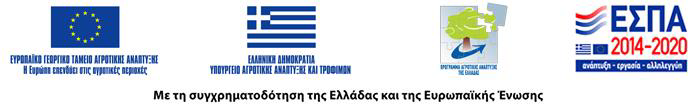 ΕΥΡΩΠΑΪΚΟ ΓΕΩΡΓΙΚΟ ΤΑΜΕΙΟ ΑΓΡΟΤΙΚΗΣ ΑΝΑΠΤΥΞΗΣ
Η Ευρώπη επενδύει στις αγροτικές περιοχές
ΕΛΛΗΝΙΚΗ ΔΗΜΟΚΡΑΤΙΑ
ΥΠΟΥΡΓΕΙΟ ΑΓΡΟΤΙΚΗΣ ΑΝΑΠΤΥΞΗΣ ΚΑΙ ΤΡΟΦΙΜΩΝ
ΠΡΟΓΡΑΜΜΑ ΑΓΡΟΤΙΚΗΣ ΑΝΑΠΤΥΞΗΣ
ΤΗΣ ΕΛΛΑΔΑΣ
ΕΣΠΑ
2014-2020
ανάπτυξη - εργασία - αλληλεγγύη
Με τη συγχρηματοδότηση της Ελλάδας και της Ευρωπαϊκής Ένωσης